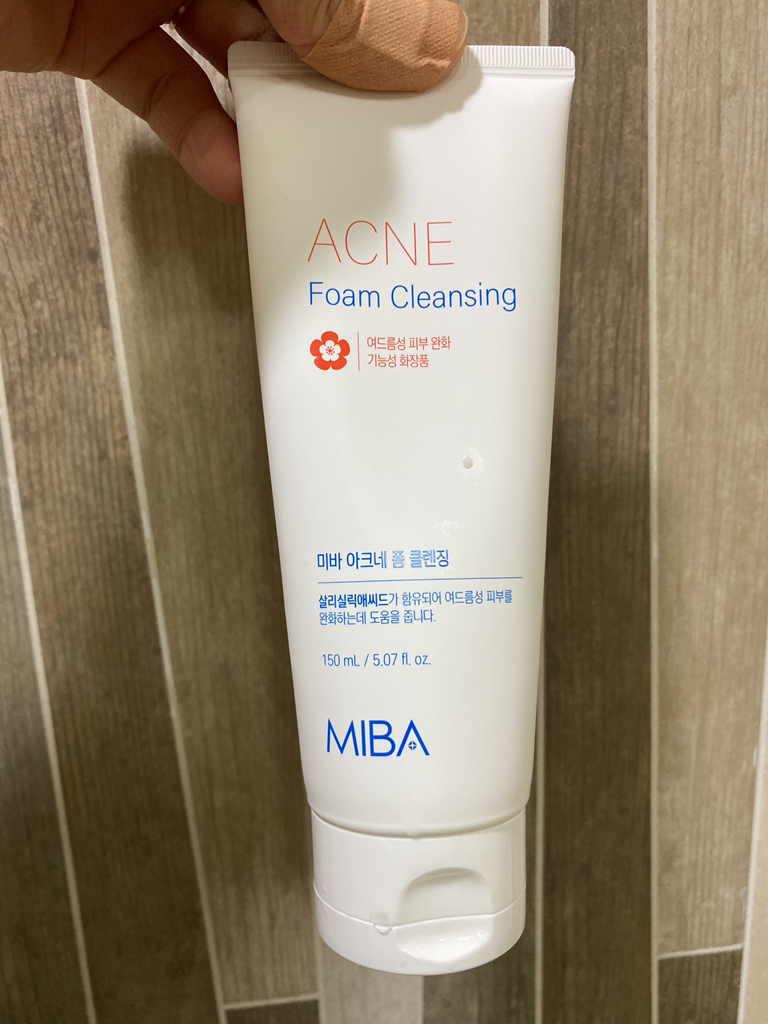 ACNE
Foam Cleansing
여드름성 피부 완화
기능성 화장품
미바 아크네 폼 클렌징
살리실릭애씨드가 함유되어 여드름성 피부를
완화하는데 도움을 줍니다.
150 mL / 5.07 fl. oz.
MIBA